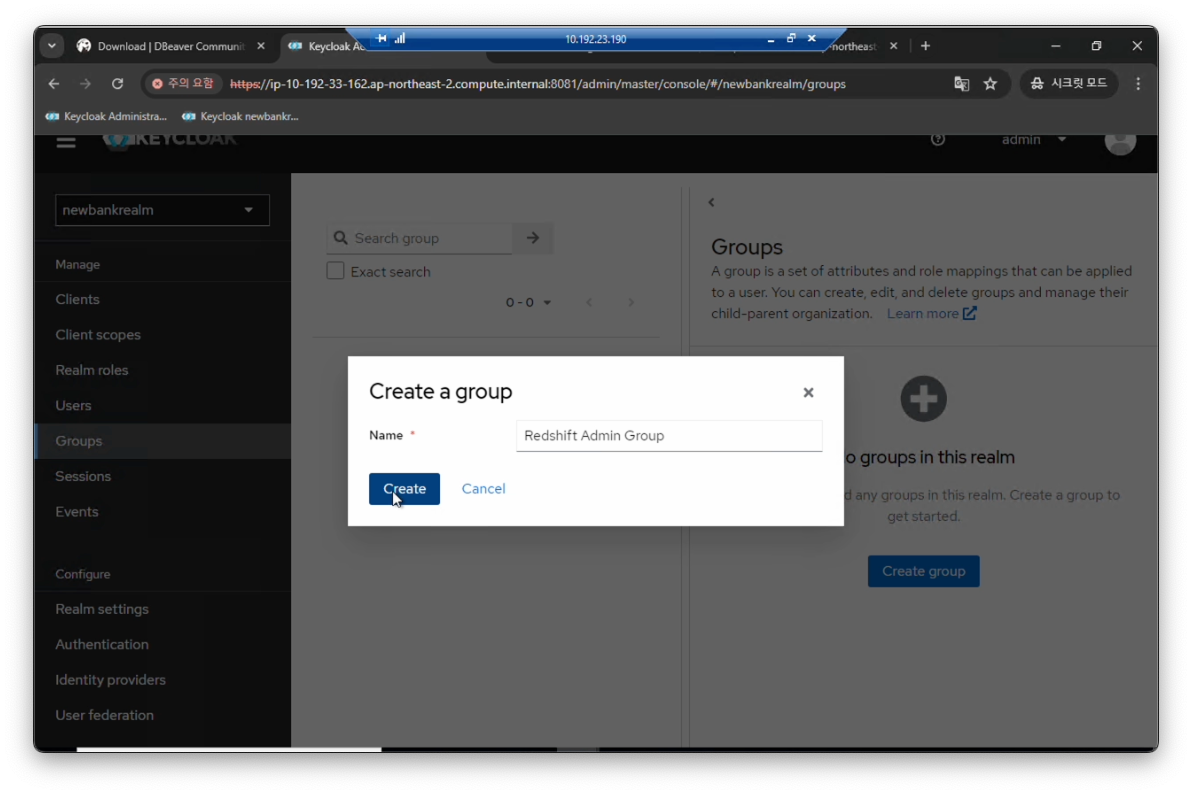 10.192.23.190
Download | DBeaver Communit
Keycloak Ad
northeast
주의 요함
https://ip-10-192-33-162.ap-northeast-2.compute.internal:8081/admin/master/console/#/newbankrealm/groups
시크릿 모드
Keycloak Administra...
Keycloak newbankr...
KEYCLOAK
admin
newbankrealm
Manage
Clients
Client scopes
Realm roles
Users
Groups
Sessions
Events
Configure
Realm settings
Authentication
Identity providers
User federation
Search group
Exact search
0 - 0
Groups
A group is a set of attributes and role mappings that can be applied
to a user. You can create, edit, and delete groups and manage their
child-parent organization. Learn more
Create a group
Name *
Redshift Admin Group
Create
Cancel
o groups in this realm
d any groups in this realm. Create a group to
get started.
Create group